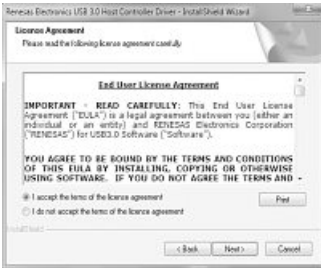 Renesas Electronics USB 3.0 Host Controller Driver - InstallShield Wizard
License Agreement
Please read the following license agreement carefully.
End User License Agreement
IMPORTANT - READ CAREFULLY: This End User License
Agreement ("EULA") is a legal agreement between you (either an
individual or an entity) and RENESAS Electronics Corporation
("RENESAS") for USB3.0 Software ("Software").
YOU AGREE TO BE BOUND BY THE TERMS AND CONDITIONS
OF THIS EULA BY INSTALLING, COPYING OR OTHERWISE
USING SOFTWARE. IF YOU DO NOT AGREE THE TERMS AND
I accept the terms of the license agreement
Print
I do not accept the terms of the license agreement
InstallShield
< Back
Next >
Cancel